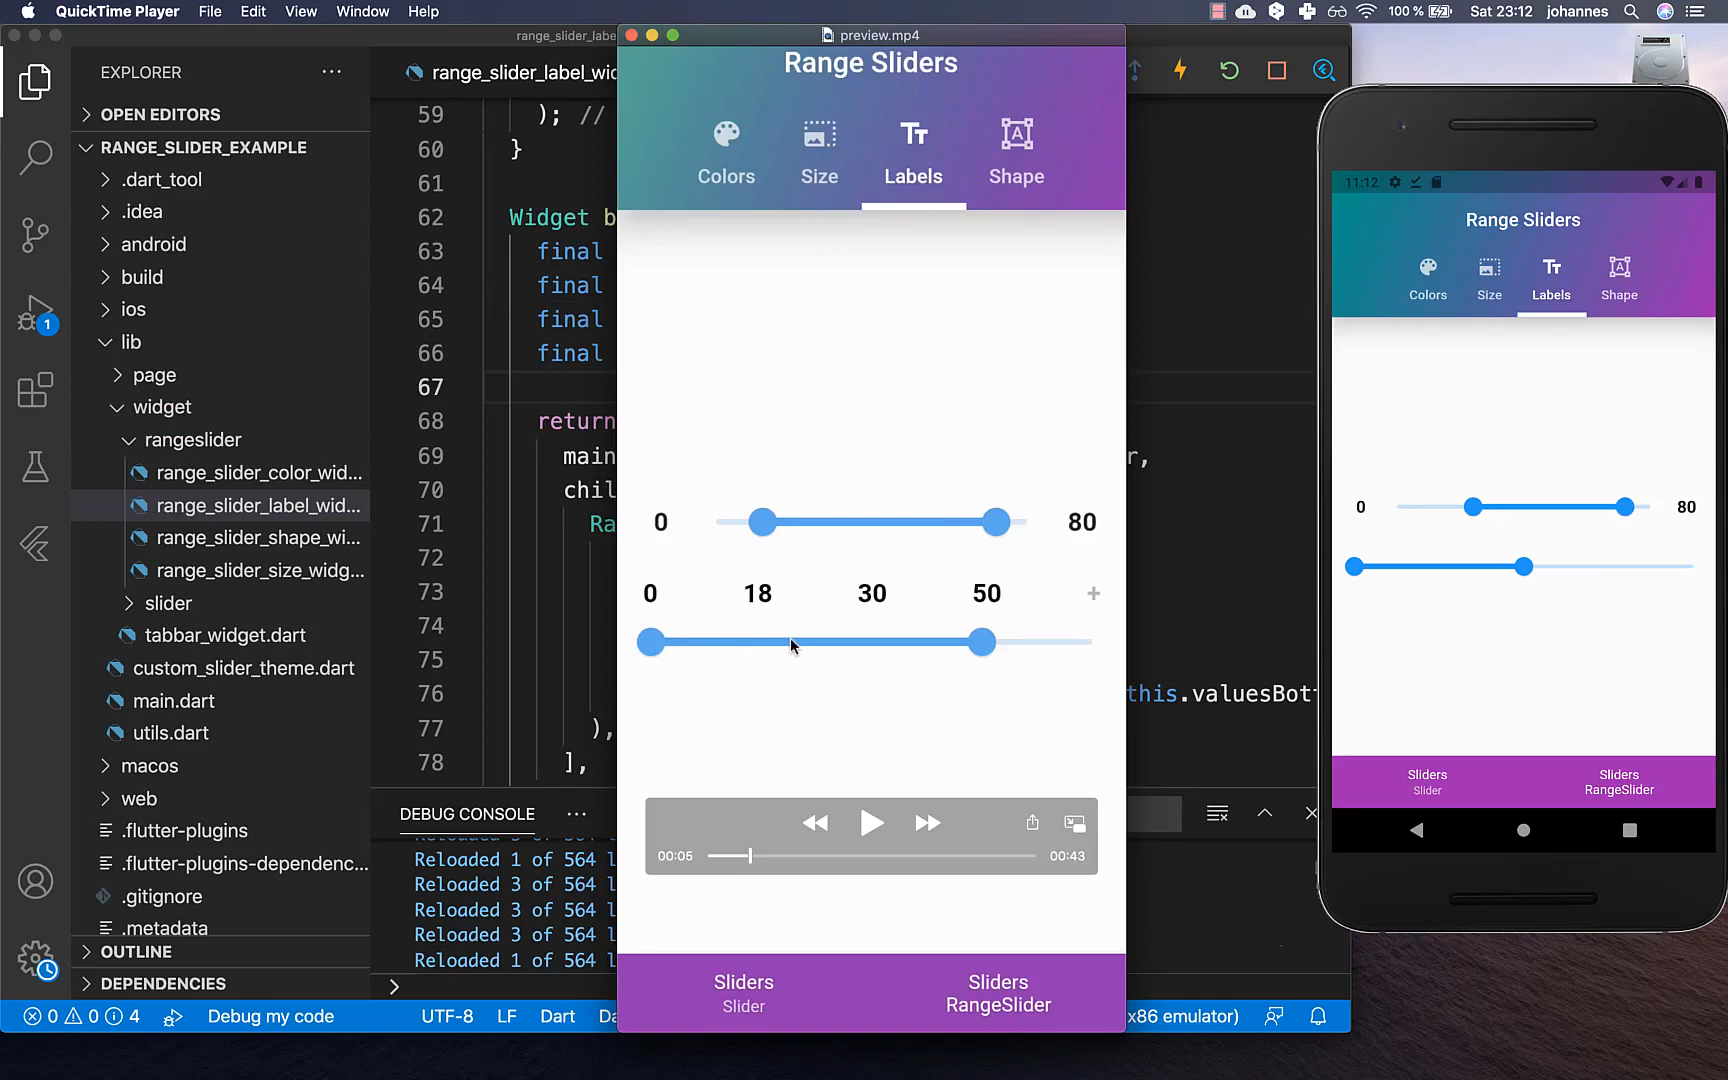 QuickTime Player File Edit View Window Help
100 % Sat 23:12 johannes
range_slider_labe
preview.mp4
EXPLORER
OPEN EDITORS
RANGE_SLIDER_EXAMPLE
.dart_tool
.idea
android
build
ios
1
lib
page
widget
rangeslider
range_slider_color_wid...
range_slider_label_wid...
range_slider_shape_wi...
range_slider_size_widg...
slider
tabbar_widget.dart
custom_slider_theme.dart
main.dart
utils.dart
macos
web
.flutter-plugins
.flutter-plugins-dependenc...
.gitignore
.metadata
OUTLINE
DEPENDENCIES
range_slider_label_wid
59 ); //
60 }
61
62 Widget b
63 final
64 final
65 final
66 final
67
68 return
69 main r,
70 chil
71 Ra
72
73
74
75
76 this.valuesBott
77 ),
78 ],
DEBUG CONSOLE ...
Reloaded 1 of 564 l
Reloaded 3 of 564 l
Reloaded 3 of 564 l
Reloaded 3 of 564 l
Reloaded 1 of 564 l
0 0 4 Debug my code UTF-8 LF Dart Da x86 emulator)
Range Sliders
Colors Size Labels Shape
0 80
0 18 30 50 +
00:05 00:43
Sliders
Slider
Sliders
RangeSlider
11:12
Range Sliders
Colors Size Labels Shape
0 80
Sliders
Slider
Sliders
RangeSlider